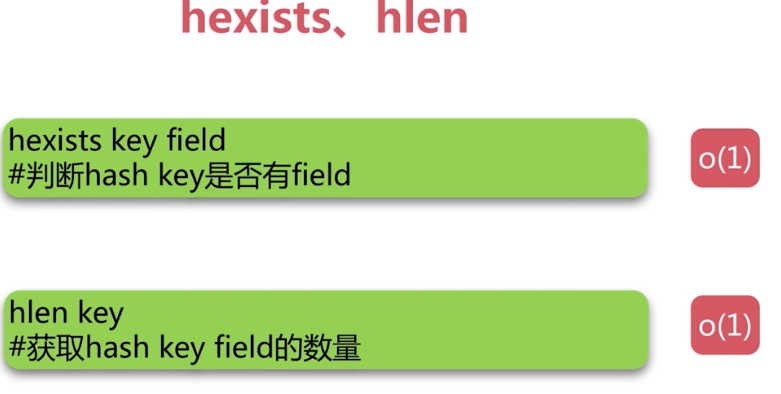 hexists、hlen
hexists key field
#判断hash key是否有field
o(1)
hlen key
#获取hash key field的数量
o(1)